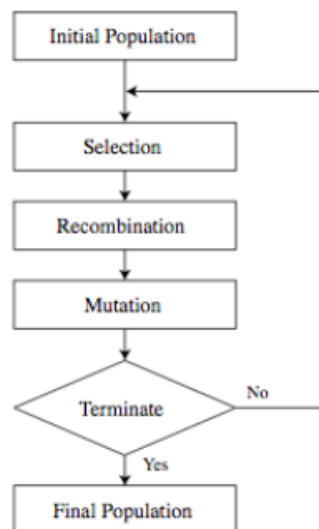 Initial Population
Selection
Recombination
Mutation
Terminate
No
Yes
Final Population